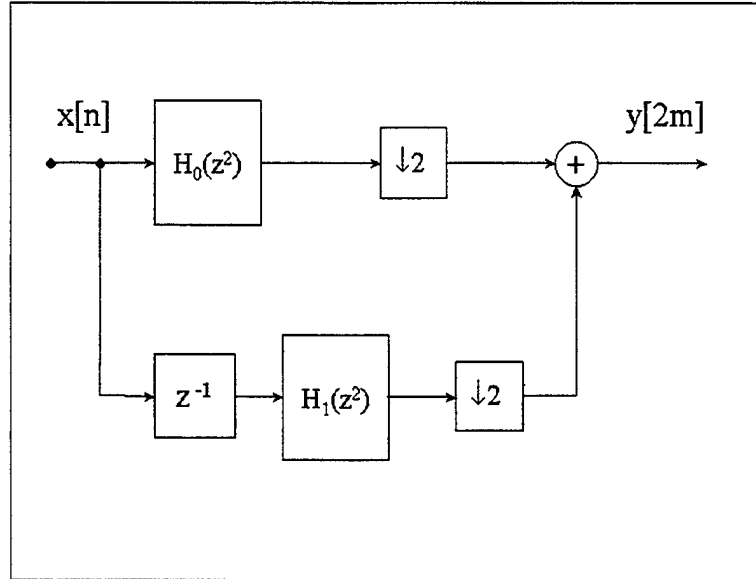 x[n]
y[2m]
H₀(z²)
↓2
+
z⁻¹
H₁(z²)
↓2